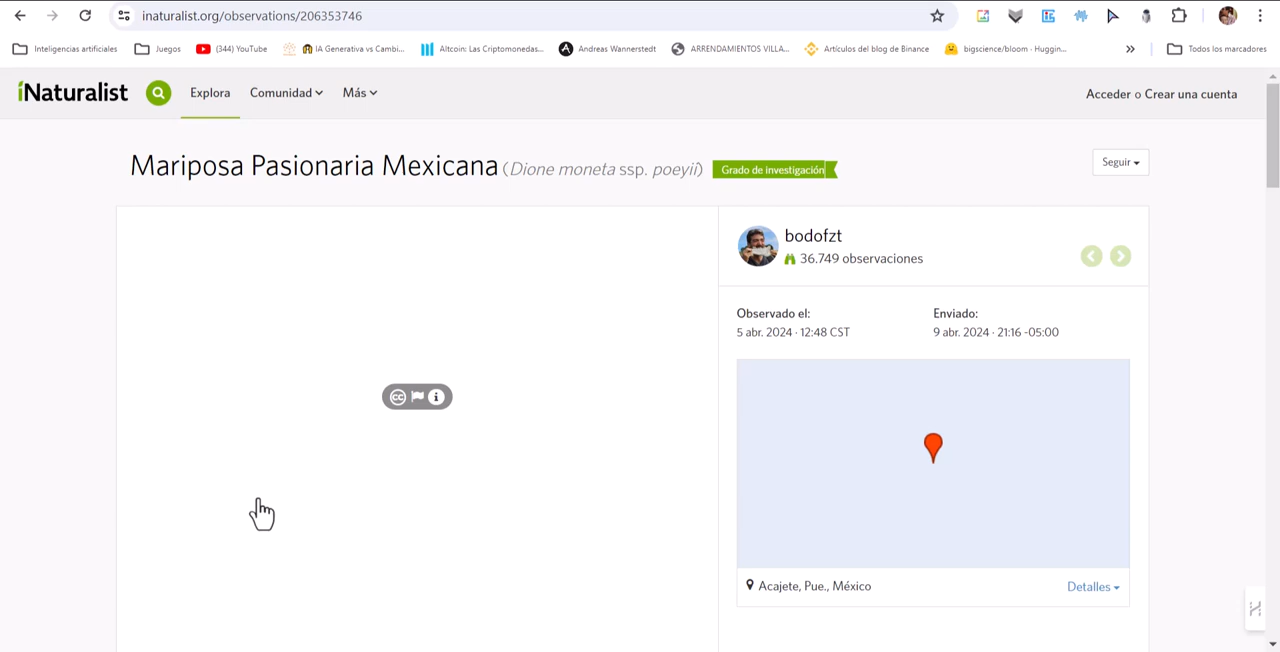 inaturalist.org/observations/206353746
Inteligencias artificiales
Juegos
(344) YouTube
IA Generativa vs Cambi...
Altcoin: Las Criptomonedas...
Andreas Wannerstedt
ARRENDAMIENTOS VILLA...
Artículos del blog de Binance
bigscience/bloom · Huggin...
»
Todos los marcadores
iNaturalist
Explora
Comunidad
Más
Acceder o Crear una cuenta
Mariposa Pasionaria Mexicana (Dione moneta ssp. poeyii)
Grado de investigación
Seguir
bodofzt
36.749 observaciones
Observado el:
Enviado:
5 abr. 2024 · 12:48 CST
9 abr. 2024 · 21:16 -05:00
cc
i
Acajete, Pue., México
Detalles